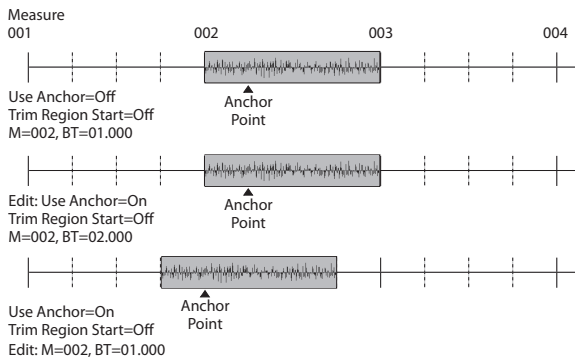 Measure
001 002 003 004
Use Anchor=Off
Trim Region Start=Off
M=002, BT=01.000
Anchor
Point
Edit: Use Anchor=On
Trim Region Start=Off
M=002, BT=02.000
Anchor
Point
Use Anchor=On
Trim Region Start=Off
Edit: M=002, BT=01.000
Anchor
Point